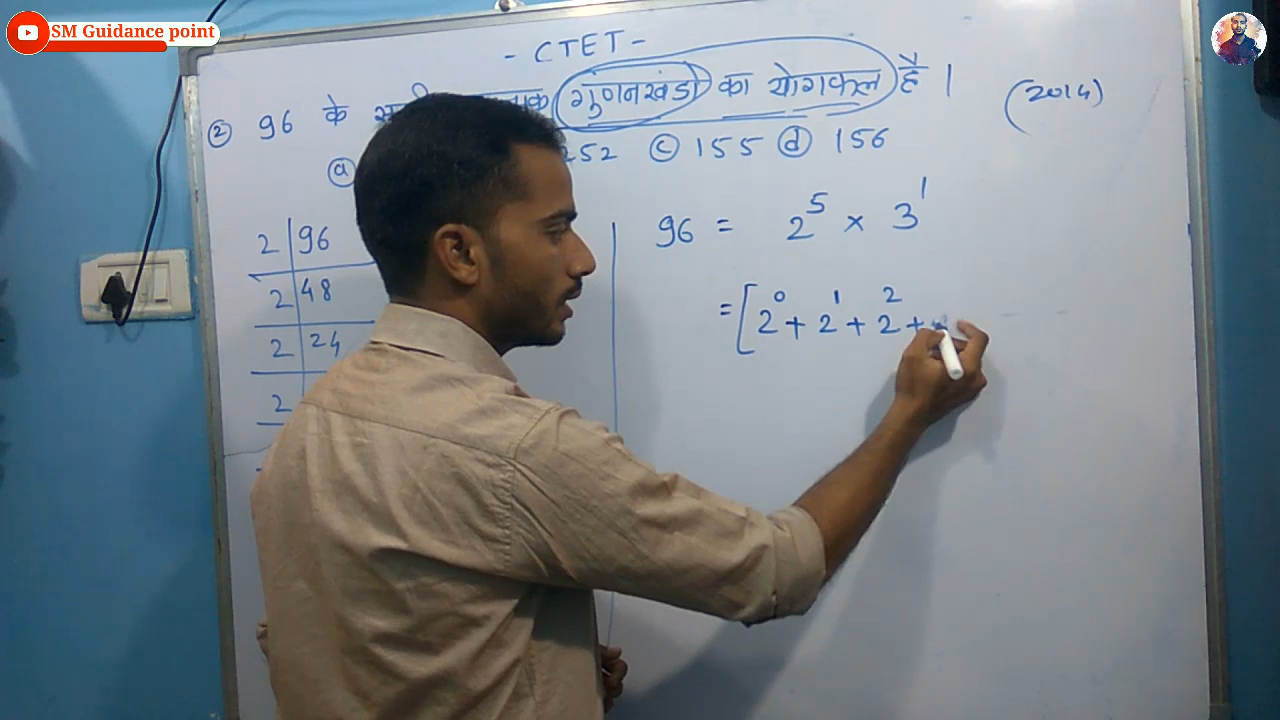 SM Guidance point
- CTET -
② 96 के गुंणनखंडो का योगफल है । (2014)
ⓐ 252 ⓒ 155 ⓓ 156
2 | 96
2 | 48
2 | 24
2
96 = 2⁵ × 3¹
= [2⁰ + 2¹ + 2² +